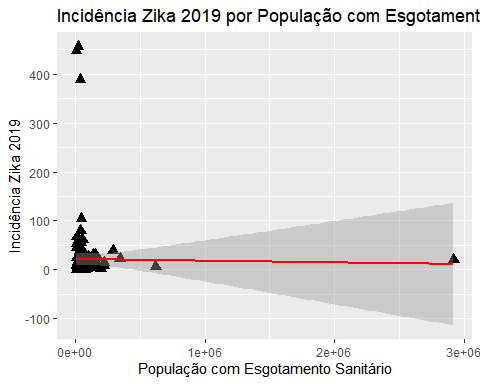 Incidência Zika 2019 por População com Esgotament
Incidência Zika 2019
400
300
200
100
0
-100
0e+00
1e+06
2e+06
3e+06
População com Esgotamento Sanitário